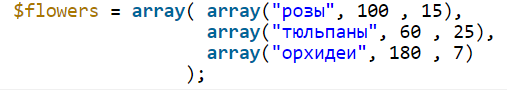 $flowers = array( array("розы", 100 , 15),
array("тюльпаны", 60 , 25),
array("орхидеи", 180 , 7)
);